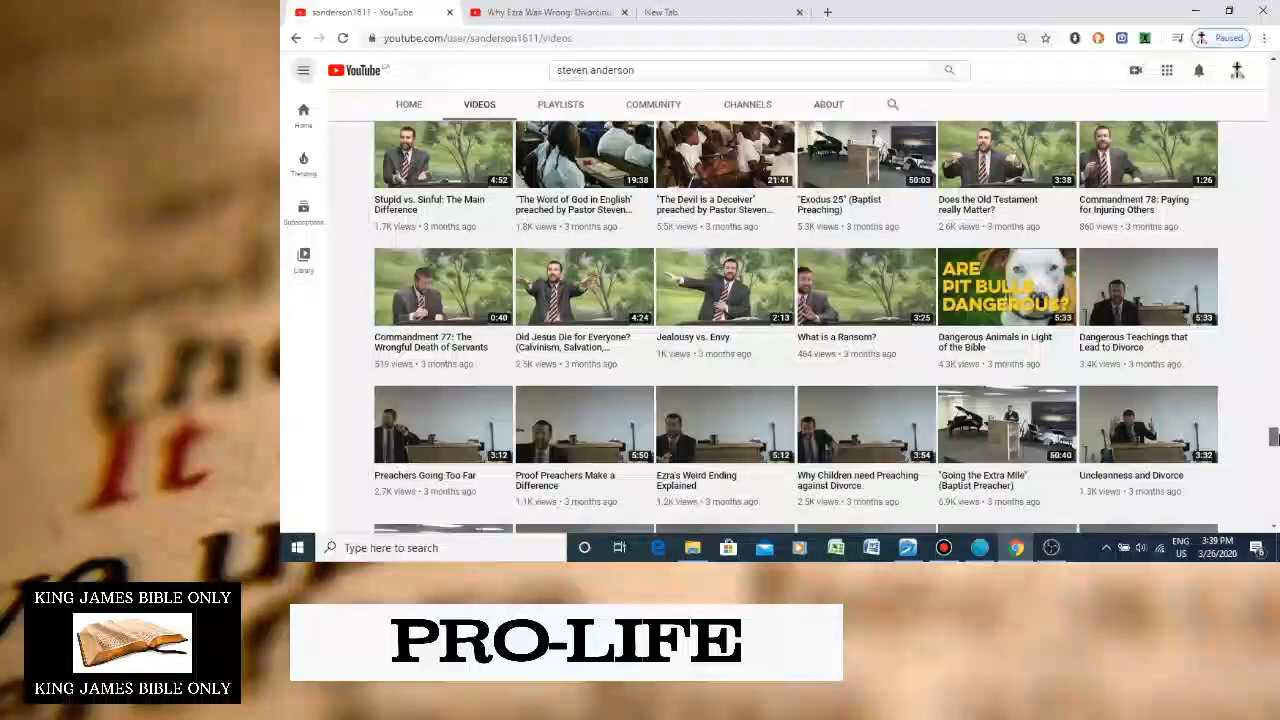 sanderson1611 - YouTube
Why Ezra Was Wrong: Divorcin
New Tab
youtube.com/user/sanderson1611/videos
Paused
YouTube CA
steven anderson
HOME
VIDEOS
PLAYLISTS
COMMUNITY
CHANNELS
ABOUT
Home
Trending
Subscriptions
Library
4:52
19:38
21:41
50:03
3:38
1:26
Stupid vs. Sinful: The Main
Difference
1.7K views • 3 months ago
"The Word of God in English"
preached by Pastor Steven...
1.8K views • 3 months ago
"The Devil is a Deceiver"
preached by Pastor Steven...
5.5K views • 3 months ago
"Exodus 25" (Baptist
Preaching)
5.3K views • 3 months ago
Does the Old Testament
really Matter?
2.6K views • 3 months ago
Commandment 78: Paying
for Injuring Others
860 views • 3 months ago
0:40
4:24
2:13
3:25
ARE
PIT BULLS
DANGEROUS?
5:33
5:33
Commandment 77: The
Wrongful Death of Servants
519 views • 3 months ago
Did Jesus Die for Everyone?
(Calvinism, Salvation,...
2.5K views • 3 months ago
Jealousy vs. Envy
1K views • 3 months ago
What is a Ransom?
464 views • 3 months ago
Dangerous Animals in Light
of the Bible
4.3K views • 3 months ago
Dangerous Teachings that
Lead to Divorce
3.4K views • 3 months ago
3:12
5:50
5:12
3:54
50:40
3:32
Preachers Going Too Far
2.7K views • 3 months ago
Proof Preachers Make a
Difference
1.1K views • 3 months ago
Ezra's Weird Ending
Explained
1.2K views • 3 months ago
Why Children need Preaching
against Divorce
2.5K views • 3 months ago
"Going the Extra Mile"
(Baptist Preacher)
6.9K views • 3 months ago
Uncleanness and Divorce
1.3K views • 3 months ago
Type here to search
ENG
US
3:39 PM
3/26/2020
6
It
KING JAMES BIBLE ONLY
KING JAMES BIBLE ONLY
PRO-LIFE